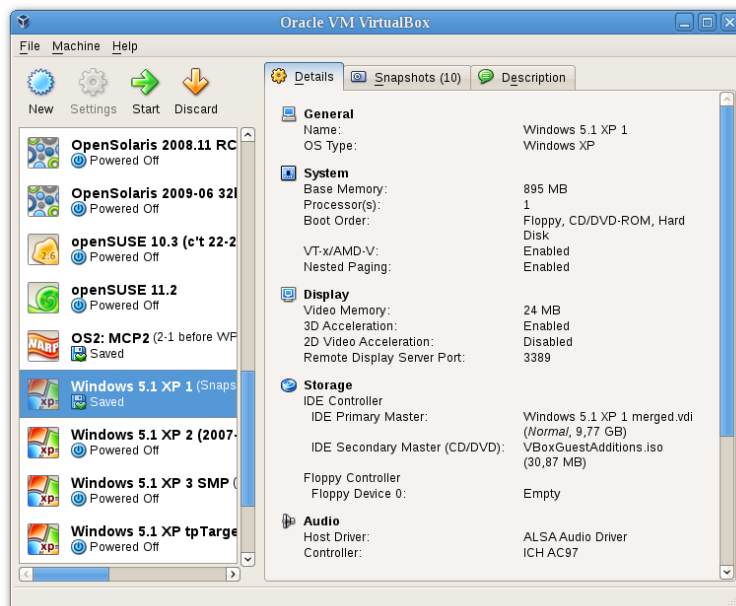 Oracle VM VirtualBox
File Machine Help
New Settings Start Discard
OpenSolaris 2008.11 RC
Powered Off
OpenSolaris 2009-06 32
Powered Off
openSUSE 10.3 (c't 22-2
Powered Off
2.6
openSUSE 11.2
Powered Off
OS2: MCP2 (2-1 before WP
Saved
WARP
Windows 5.1 XP 1 (Snaps
Saved
xp
Windows 5.1 XP 2 (2007-
Powered Off
xp
Windows 5.1 XP 3 SMP (
Powered Off
xp
Windows 5.1 XP tpTarge
Powered Off
xp
Details Snapshots (10) Description
General
Name: Windows 5.1 XP 1
OS Type: Windows XP
System
Base Memory: 895 MB
Processor(s): 1
Boot Order: Floppy, CD/DVD-ROM, Hard
Disk
VT-x/AMD-V: Enabled
Nested Paging: Enabled
Display
Video Memory: 24 MB
3D Acceleration: Enabled
2D Video Acceleration: Disabled
Remote Display Server Port: 3389
Storage
IDE Controller
IDE Primary Master: Windows 5.1 XP 1 merged.vdi
(Normal, 9,77 GB)
IDE Secondary Master (CD/DVD): VBoxGuestAdditions.iso
(30,87 MB)
Floppy Controller
Floppy Device 0: Empty
Audio
Host Driver: ALSA Audio Driver
Controller: ICH AC97